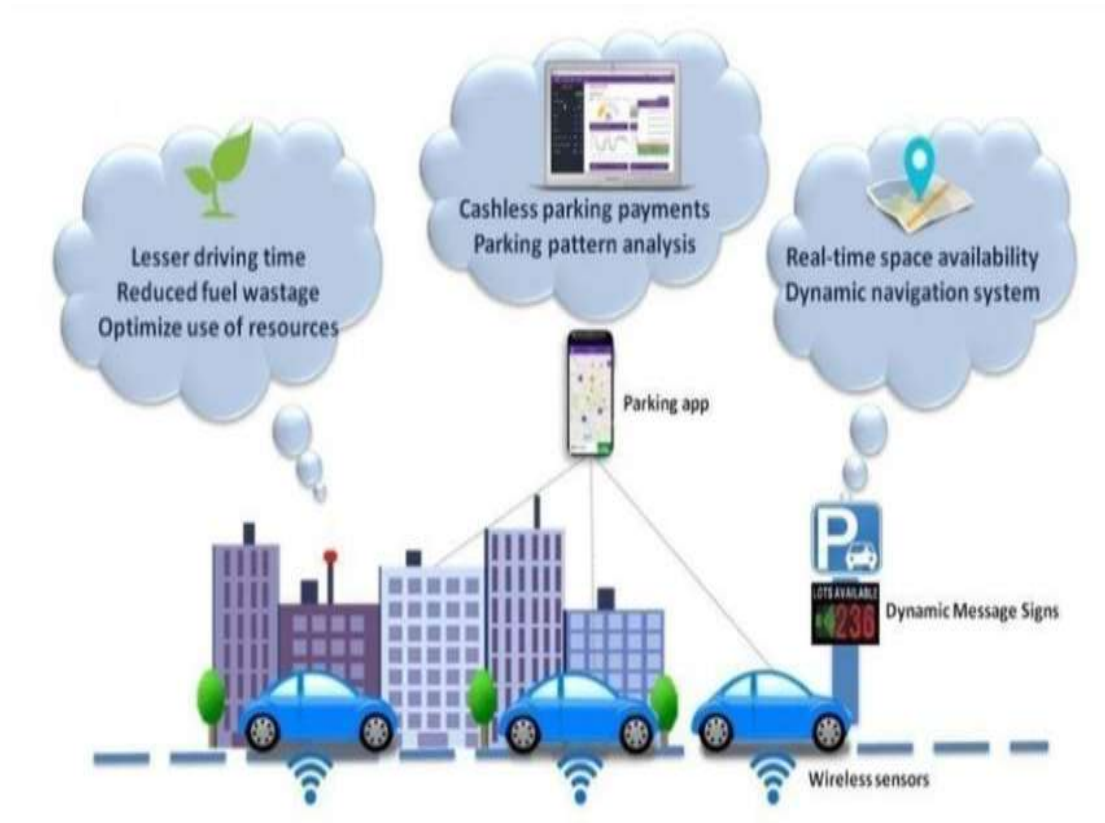 Cashless parking payments
Parking pattern analysis
Lesser driving time
Reduced fuel wastage
Optimize use of resources
Real-time space availability
Dynamic navigation system
Parking app
P
LOTS AVAILABLE
236
Dynamic Message Signs
Wireless sensors